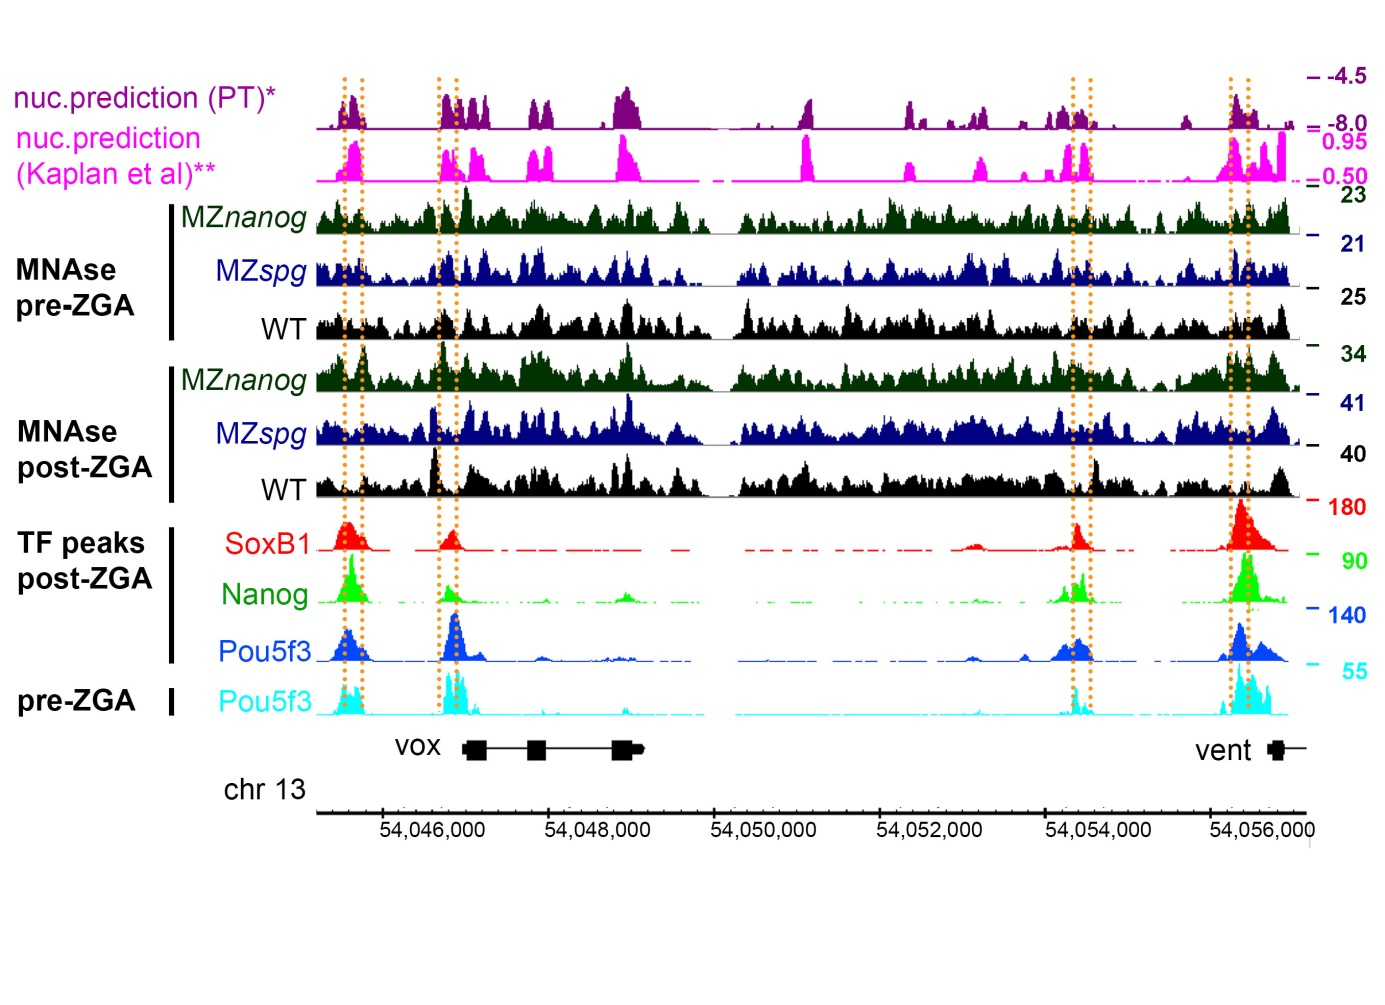 -4.5
nuc.prediction (PT)*
-8.0
nuc.prediction
0.95
(Kaplan et al)**
0.50
23
MZnanog
21
MNAse
pre-ZGA
MZspg
25
WT
34
MZnanog
41
MNAse
post-ZGA
MZspg
40
WT
180
TF peaks
post-ZGA
SoxB1
90
Nanog
140
Pou5f3
55
pre-ZGA
Pou5f3
vox
vent
chr 13
54,046,000 54,048,000 54,050,000 54,052,000 54,054,000 54,056,000